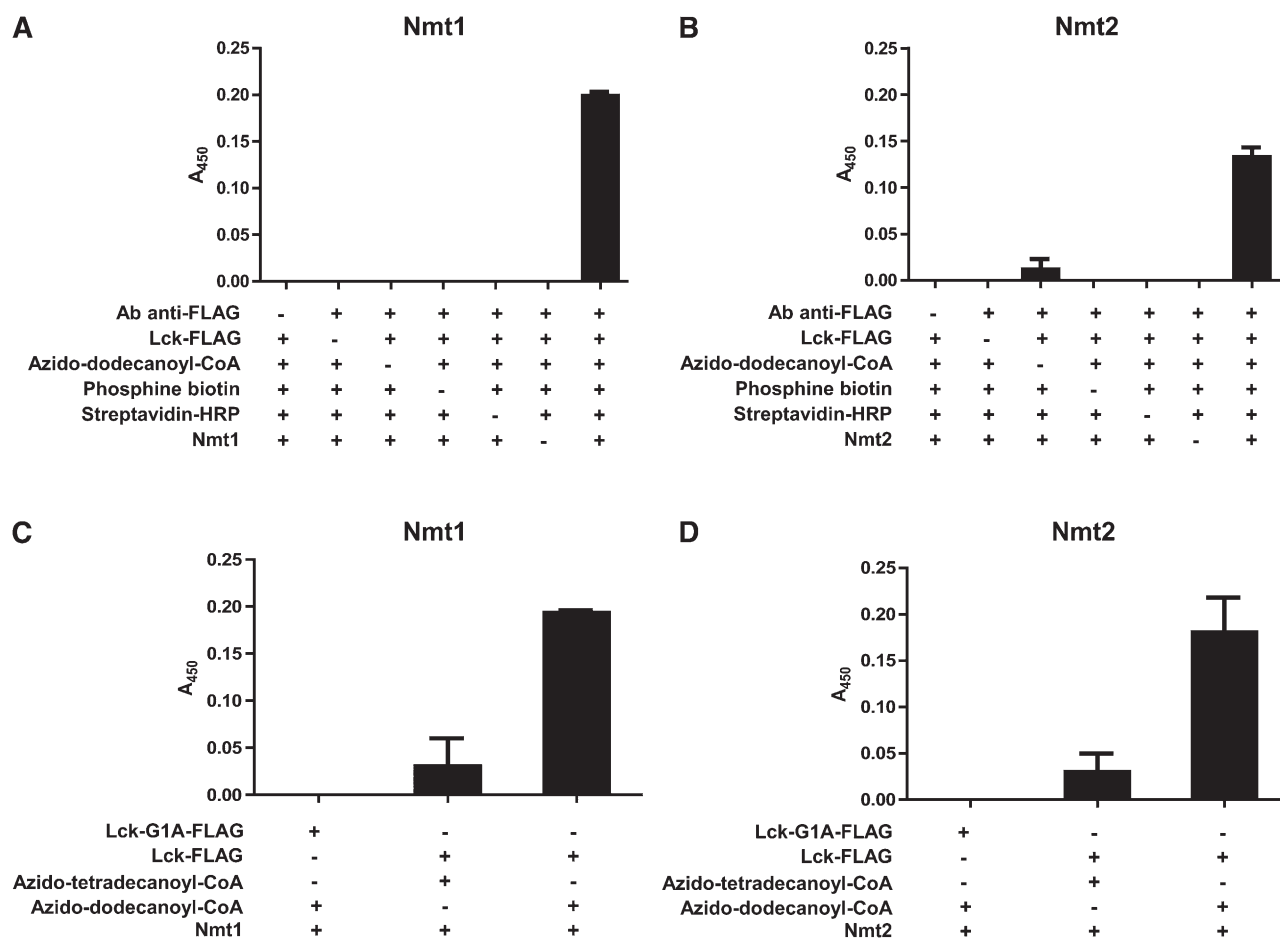 A
Nmt1
0.25
0.20
0.15
0.10
0.05
0.00
A450
Ab anti-FLAG - + + + + + +
Lck-FLAG + - + + + + +
Azido-dodecanoyl-CoA + + - + + + +
Phosphine biotin + + + - + + +
Streptavidin-HRP + + + + - + +
Nmt1 + + + + + - +
B
Nmt2
0.25
0.20
0.15
0.10
0.05
0.00
A450
Ab anti-FLAG - + + + + + +
Lck-FLAG + - + + + + +
Azido-dodecanoyl-CoA + + - + + + +
Phosphine biotin + + + - + + +
Streptavidin-HRP + + + + - + +
Nmt2 + + + + + - +
C
Nmt1
0.25
0.20
0.15
0.10
0.05
0.00
A450
Lck-G1A-FLAG + - -
Lck-FLAG - + +
Azido-tetradecanoyl-CoA - + -
Azido-dodecanoyl-CoA + - +
Nmt1 + + +
D
Nmt2
0.25
0.20
0.15
0.10
0.05
0.00
A450
Lck-G1A-FLAG + - -
Lck-FLAG - + +
Azido-tetradecanoyl-CoA - + -
Azido-dodecanoyl-CoA + - +
Nmt2 + + +